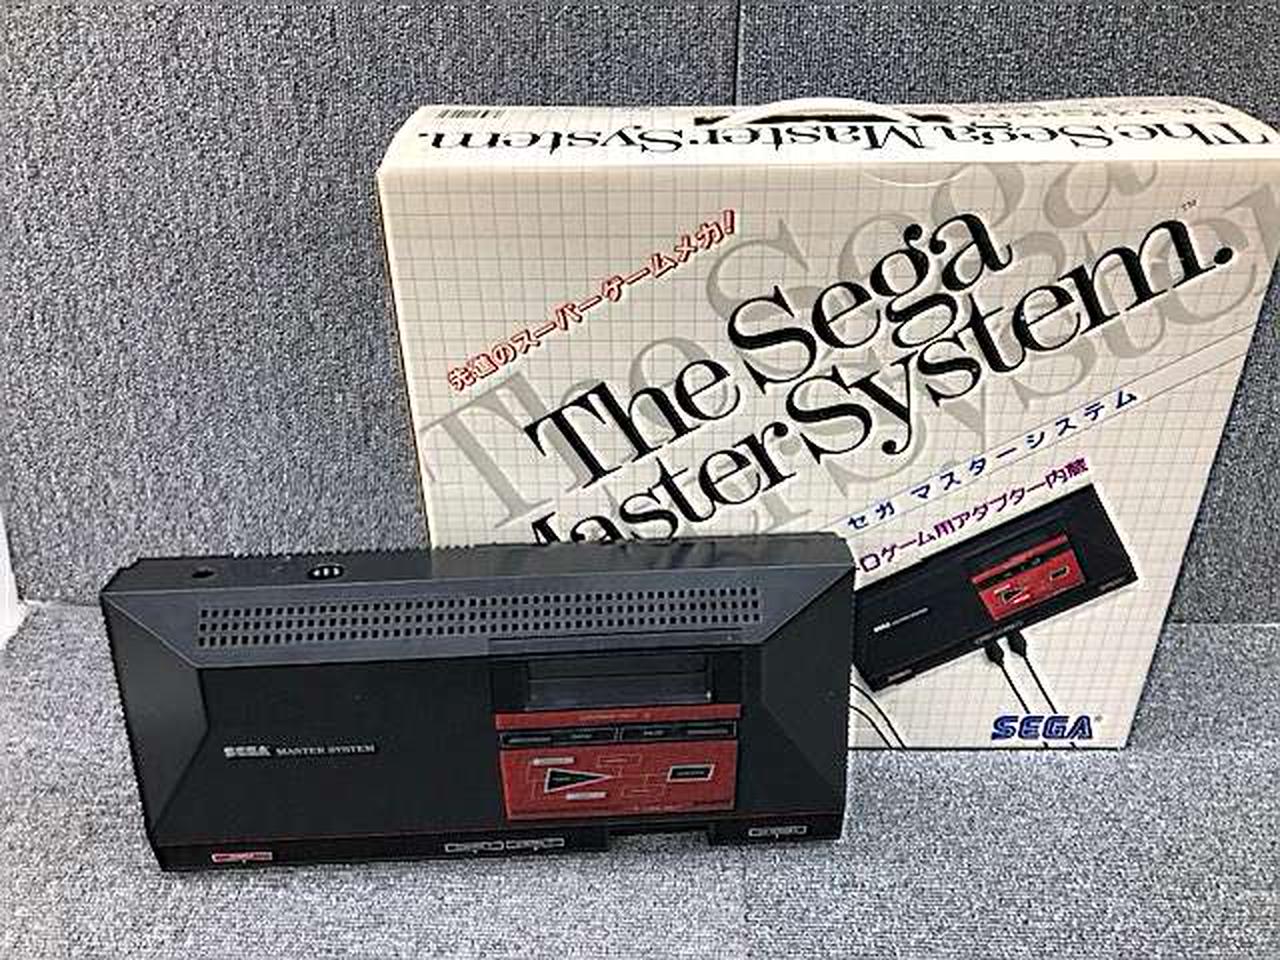 The Sega Master System.
先進のスーパーゲームメカ!
The Sega
Master System.™
セガ マスターシステム
ゲーム用アダプター内蔵
SEGA®
SEGA MASTER SYSTEM